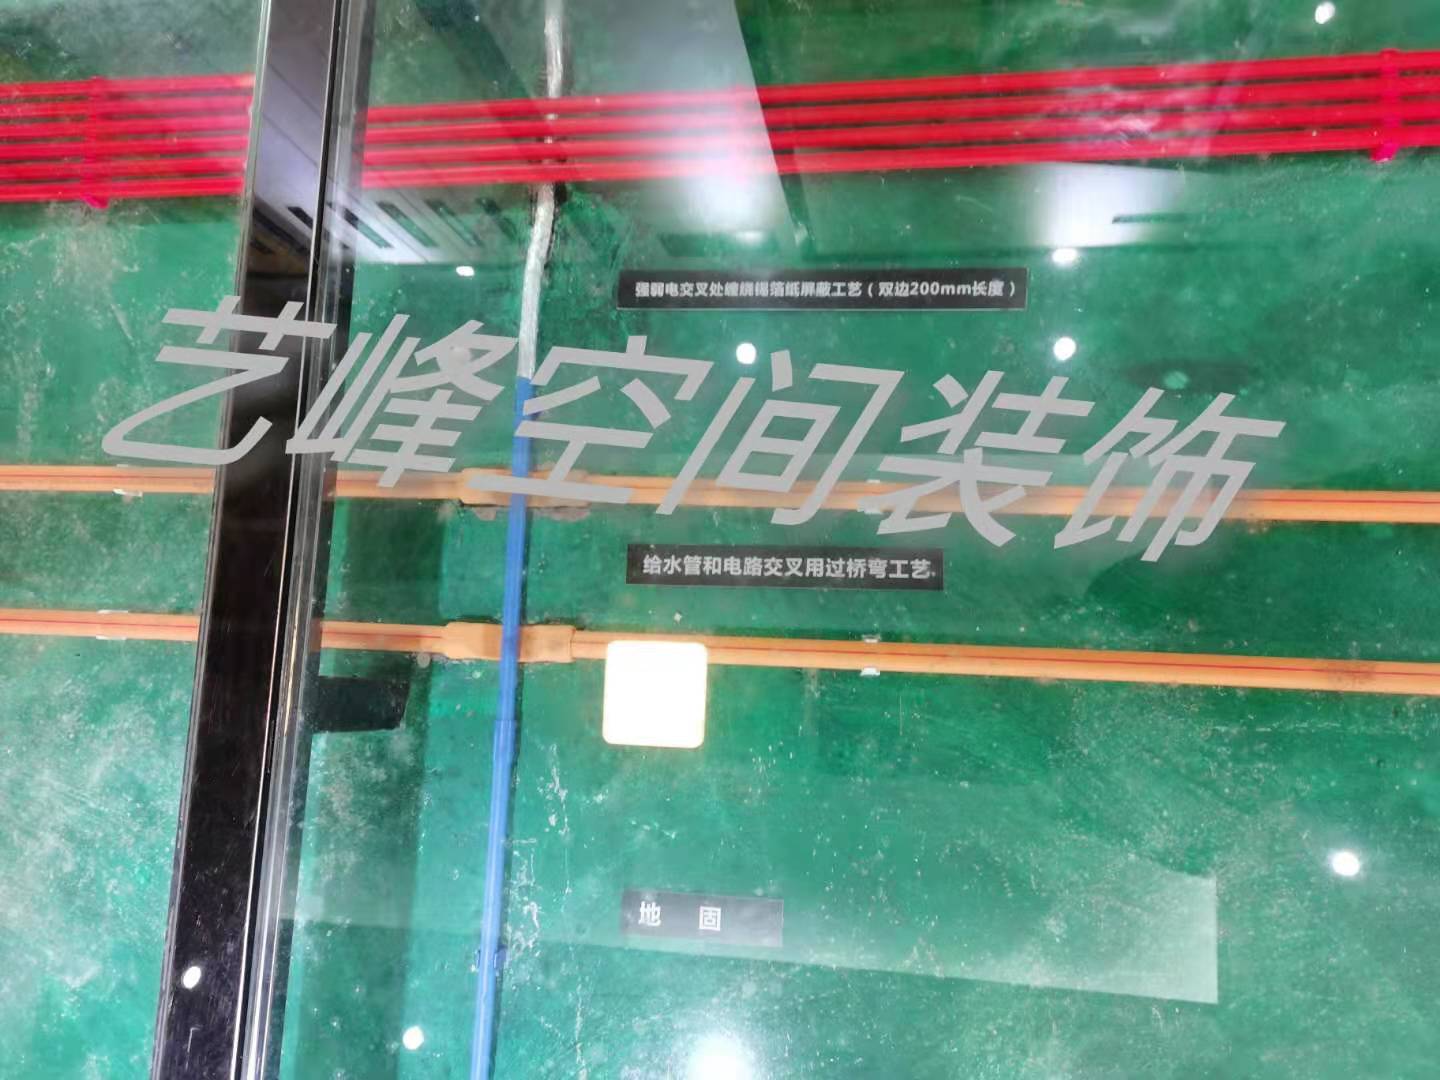 强弱电交叉处缠绕锡箔纸屏蔽工艺（双边200mm长度）
艺峰空间装饰
给水管和电路交叉用过桥弯工艺
地 固